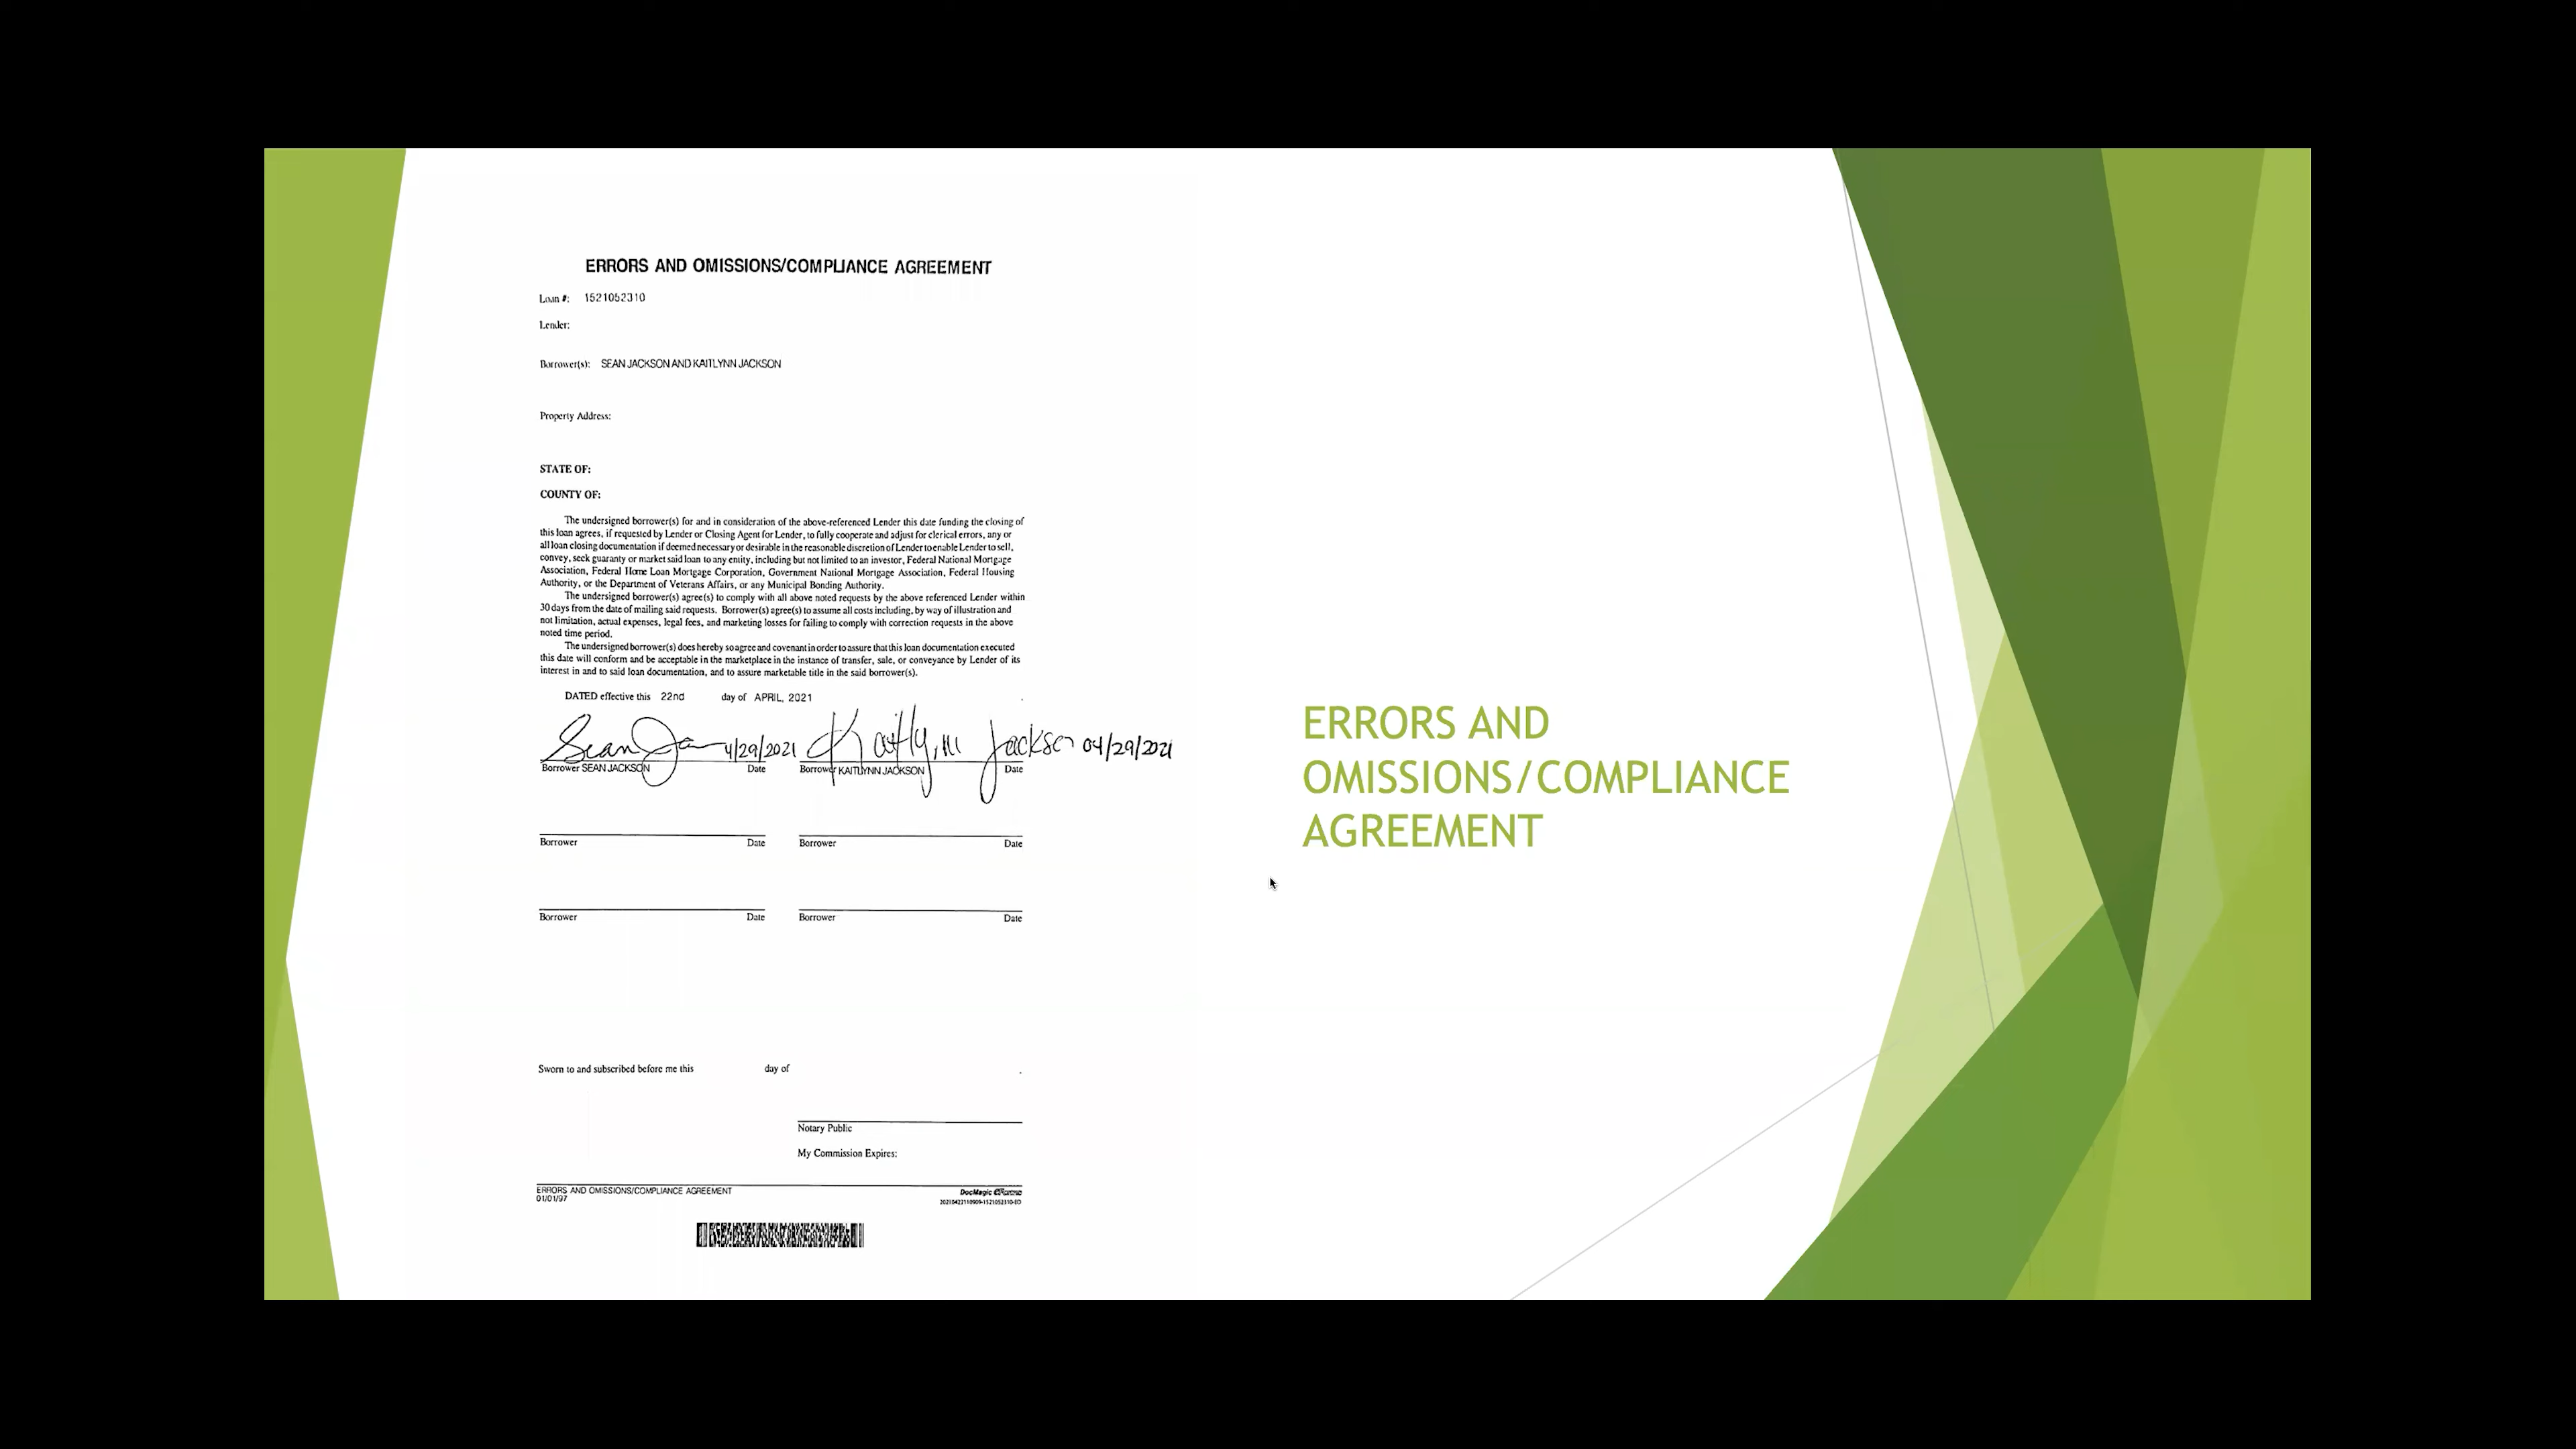 ERRORS AND OMISSIONS/COMPLIANCE AGREEMENT
Loan #: 1521052310
Lender:
Borrower(s): SEAN JACKSON AND KAITLYNN JACKSON
Property Address:
STATE OF:
COUNTY OF:
The undersigned borrower(s) for and in consideration of the above-referenced Lender this date funding the closing of
this loan agrees, if requested by Lender or Closing Agent for Lender, to fully cooperate and adjust for clerical errors, any or
all loan closing documentation if deemed necessary or desirable in the reasonable discretion of Lender to enable Lender to sell,
convey, seek guaranty or market said loan to any entity, including but not limited to an investor, Federal National Mortgage
Association, Federal Home Loan Mortgage Corporation, Government National Mortgage Association, Federal Housing
Authority, or the Department of Veterans Affairs, or any Municipal Bonding Authority.
The undersigned borrower(s) agree(s) to comply with all above noted requests by the above referenced Lender within
30 days from the date of mailing said requests. Borrower(s) agree(s) to assume all costs including, by way of illustration and
not limitation, actual expenses, legal fees, and marketing losses for failing to comply with correction requests in the above
noted time period.
The undersigned borrower(s) does hereby so agree and covenant in order to assure that this loan documentation executed
this date will conform and be acceptable in the marketplace in the instance of transfer, sale, or conveyance by Lender of its
interest in and to said loan documentation, and to assure marketable title in the said borrower(s).
DATED effective this 22nd day of APRIL, 2021 .
Sean 4/29/2021 Jackson 04/29/2021
Borrower SEAN JACKSON Date Borrower KAITLYNN JACKSON Date
Borrower Date Borrower Date
Borrower Date Borrower Date
Sworn to and subscribed before me this day of .
Notary Public
My Commission Expires:
ERRORS AND OMISSIONS/COMPLIANCE AGREEMENT DocMagic
01/01/97
ERRORS AND
OMISSIONS/COMPLIANCE
AGREEMENT